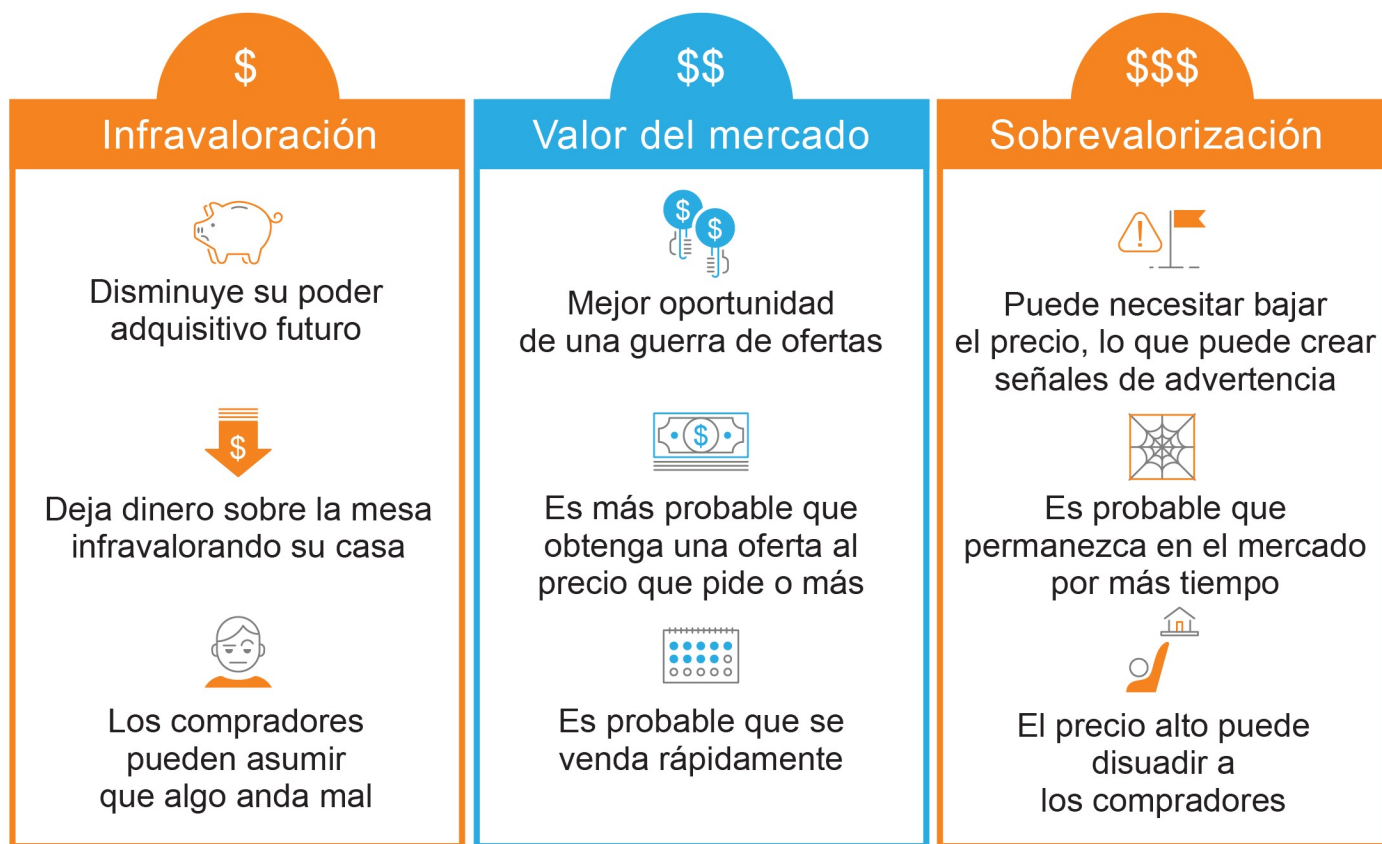 $
Infravaloración
$
Disminuye su poder
adquisitivo futuro
$
Deja dinero sobre la mesa
infravalorando su casa
Los compradores
pueden asumir
que algo anda mal
$$
Valor del mercado
$
$
Mejor oportunidad
de una guerra de ofertas
$
Es más probable que
obtenga una oferta al
precio que pide o más
Es probable que se
venda rápidamente
$$$
Sobrevalorización
!
Puede necesitar bajar
el precio, lo que puede crear
señales de advertencia
Es probable que
permanezca en el mercado
por más tiempo
El precio alto puede
disuadir a
los compradores